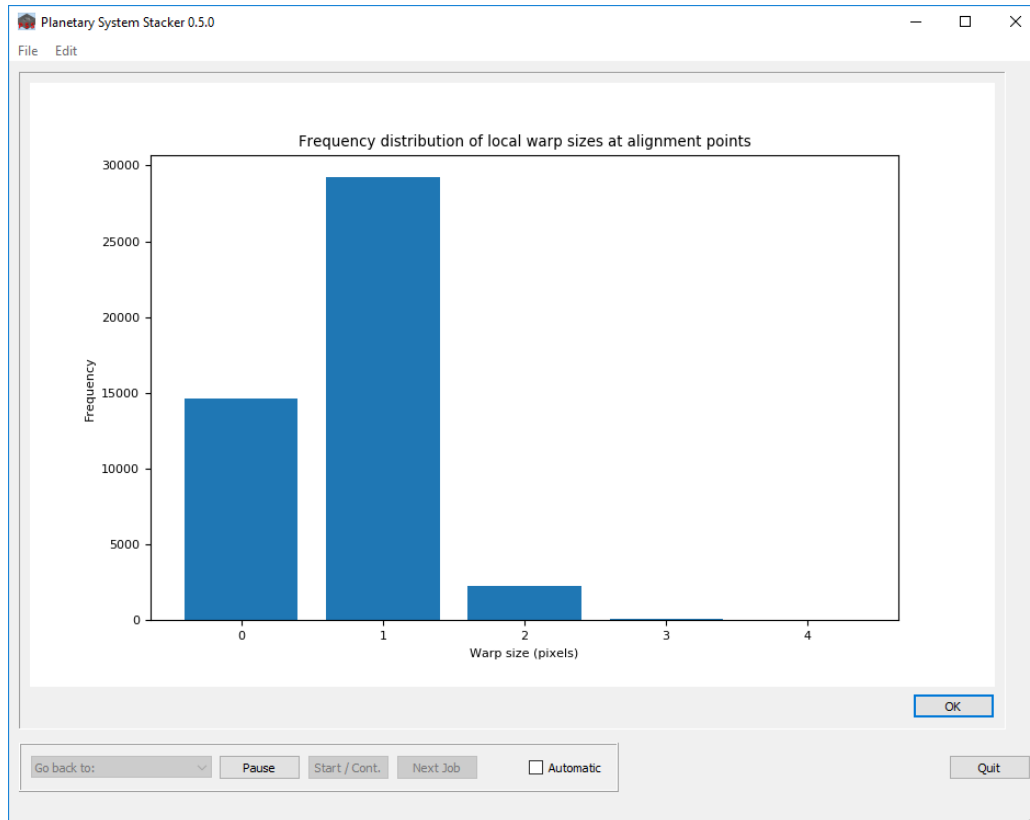 Planetary System Stacker 0.5.0
File Edit
Frequency distribution of local warp sizes at alignment points
30000
25000
20000
15000
10000
5000
0
Frequency
0 1 2 3 4
Warp size (pixels)
OK
Go back to: Pause Start / Cont. Next Job Automatic Quit